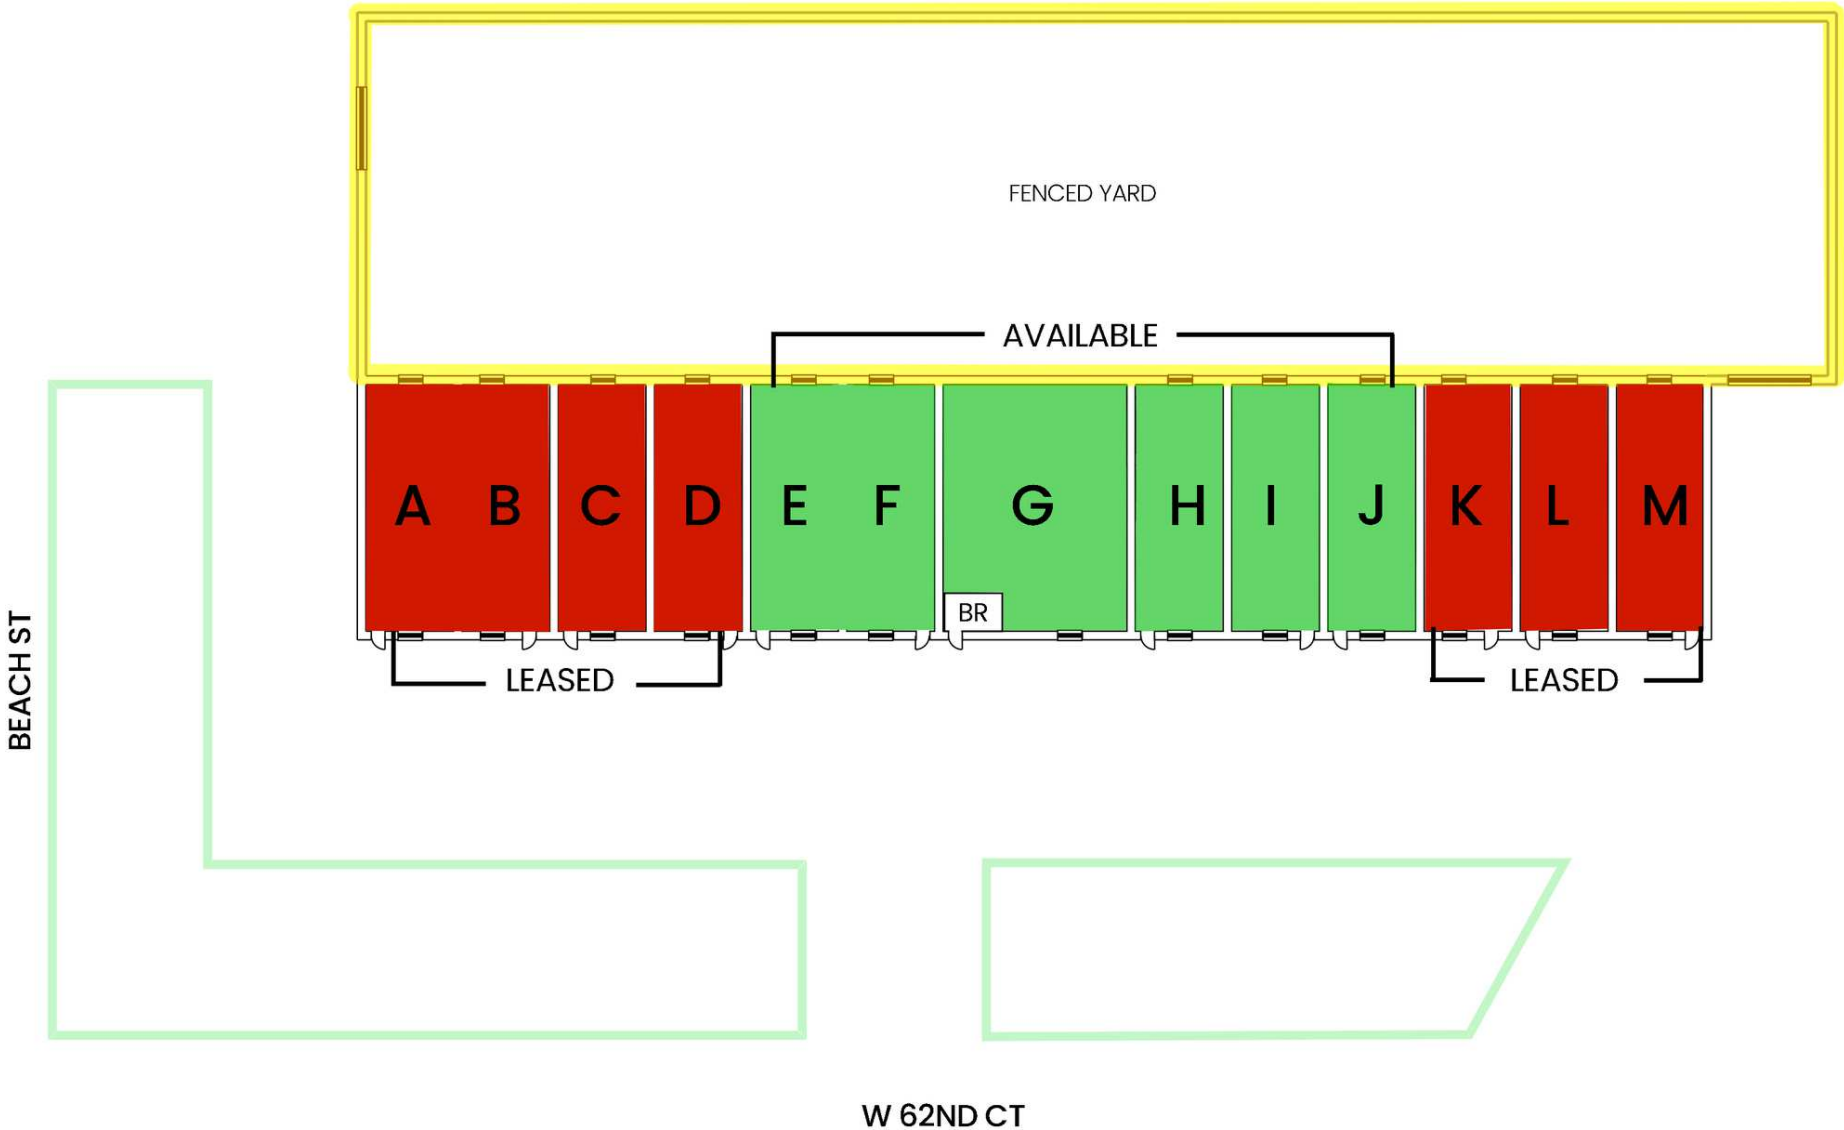 FENCED YARD
AVAILABLE
A B C D E F G H I J K L M
BR
LEASED LEASED
BEACH ST
W 62ND CT